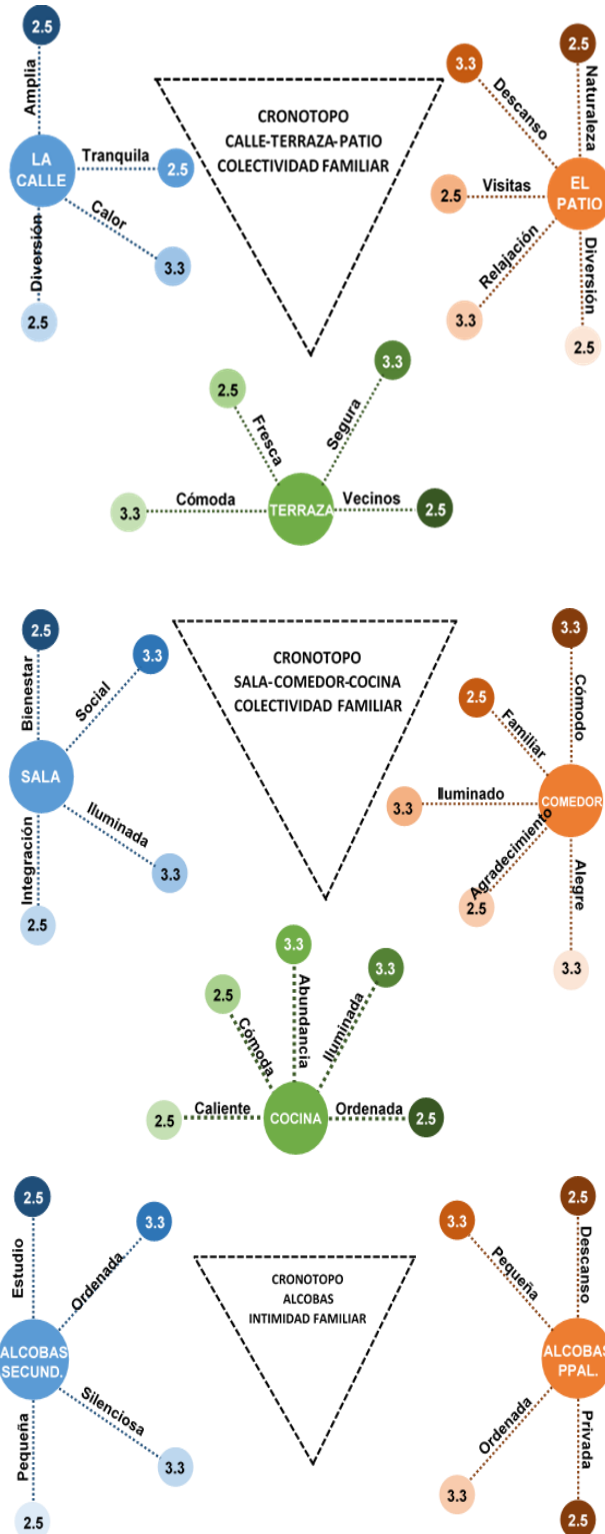 2.5
Amplia
LA
CALLE
Tranquila
2.5
Calor
3.3
Diversión
2.5
CRONOTOPO
CALLE-TERRAZA-PATIO
COLECTIVIDAD FAMILIAR
3.3
Descanso
2.5
Naturaleza
2.5
Visitas
EL
PATIO
Relajación
3.3
Diversión
2.5
2.5
Fresca
3.3
Segura
3.3
Cómoda
TERRAZA
Vecinos
2.5
2.5
Bienestar
3.3
Social
SALA
Iluminada
3.3
Integración
2.5
CRONOTOPO
SALA-COMEDOR-COCINA
COLECTIVIDAD FAMILIAR
3.3
Cómodo
2.5
Familiar
3.3
Iluminado
COMEDOR
Agradecimiento
2.5
Alegre
3.3
2.5
Cómoda
3.3
Abundancia
3.3
Iluminada
2.5
Caliente
COCINA
Ordenada
2.5
2.5
Estudio
3.3
Ordenada
ALCOBAS
SECUND.
Silenciosa
3.3
Pequeña
2.5
CRONOTOPO
ALCOBAS
INTIMIDAD FAMILIAR
3.3
Pequeña
2.5
Descanso
ALCOBAS
PPAL.
Ordenada
3.3
Privada
2.5